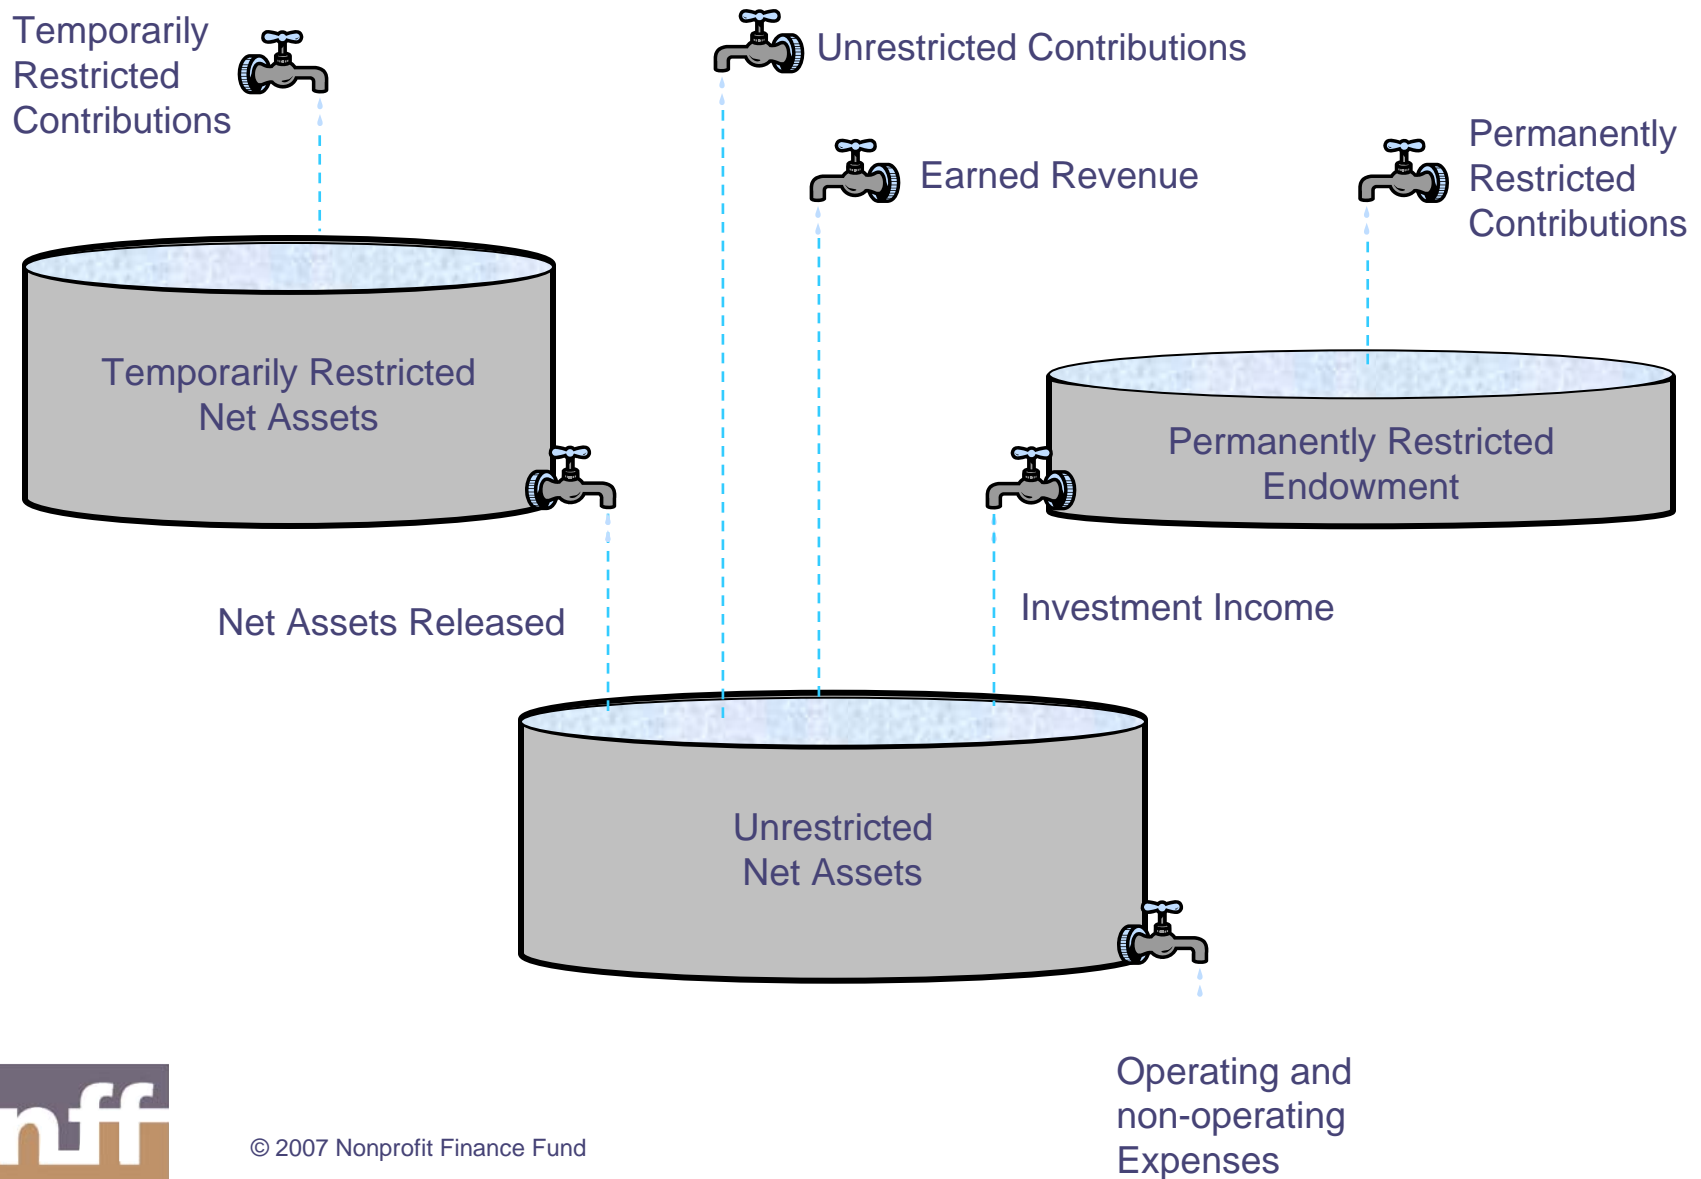 Temporarily
Restricted
Contributions
Unrestricted Contributions
Earned Revenue
Permanently
Restricted
Contributions
Temporarily Restricted
Net Assets
Permanently Restricted
Endowment
Net Assets Released
Investment Income
Unrestricted
Net Assets
Operating and
non-operating
Expenses
nff
© 2007 Nonprofit Finance Fund